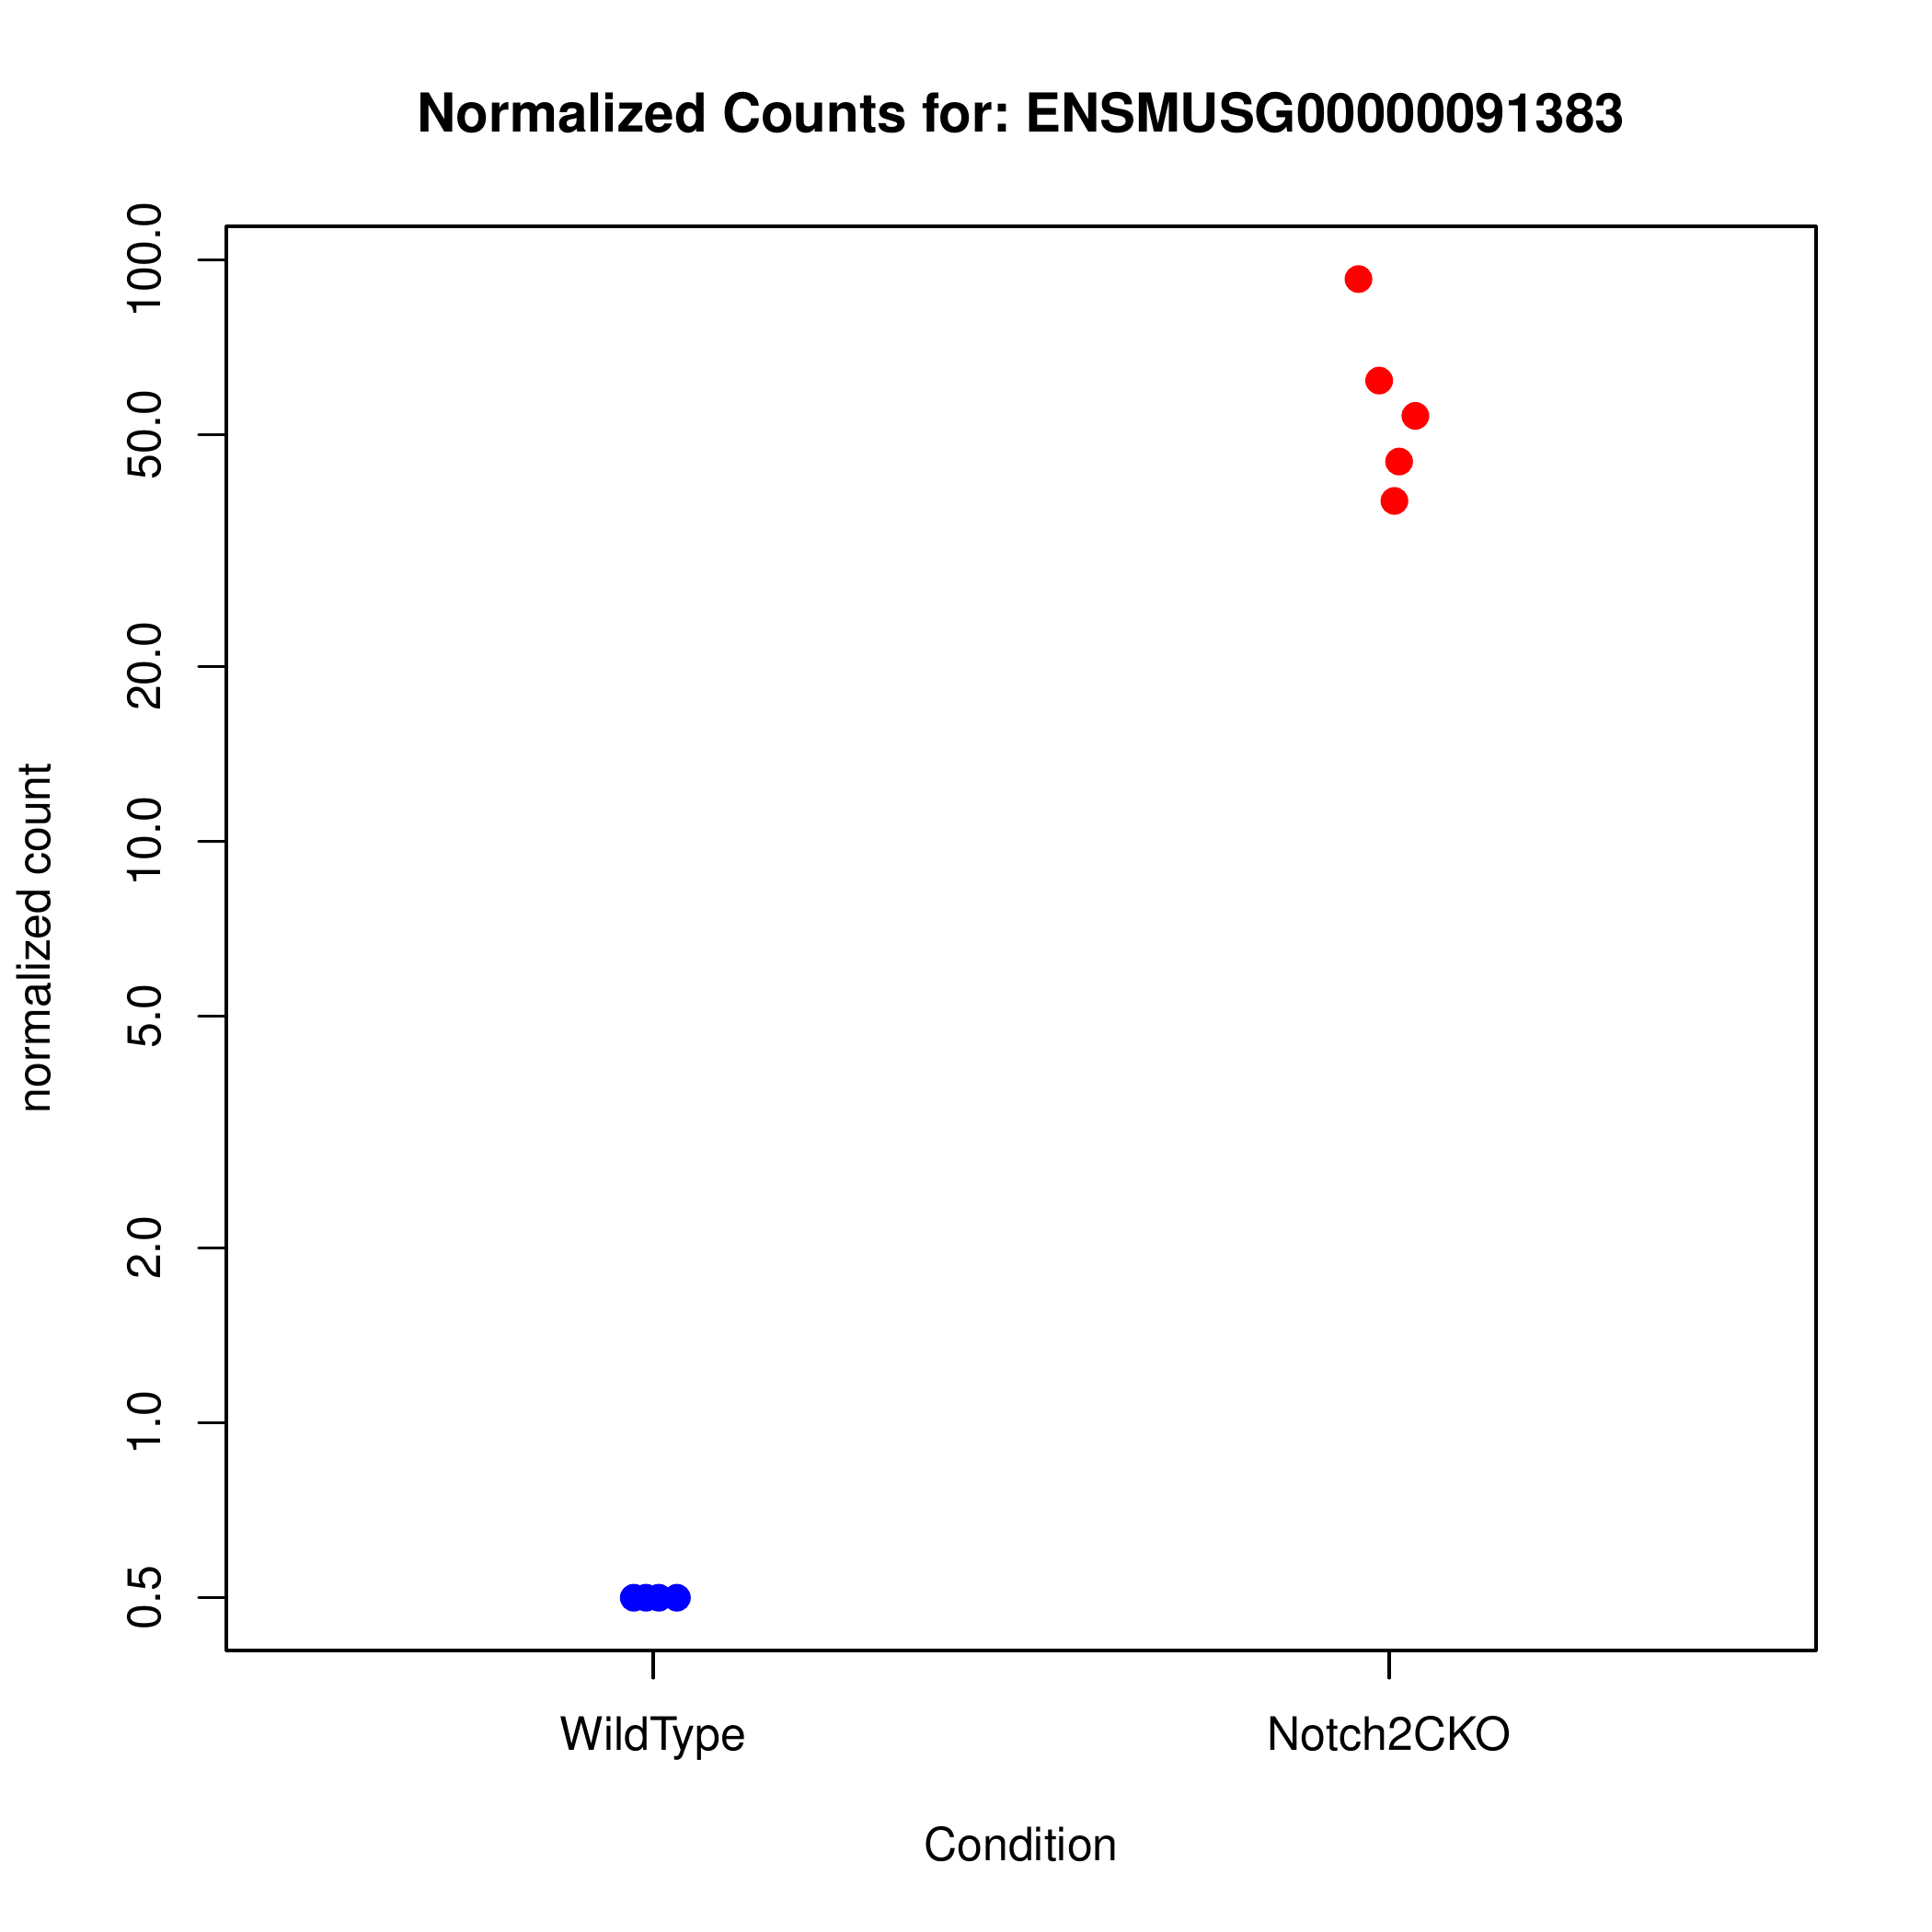 Normalized Counts for: ENSMUSG00000091383
100.0
50.0
20.0
10.0
5.0
2.0
1.0
0.5
normalized count
WildType
Notch2CKO
Condition